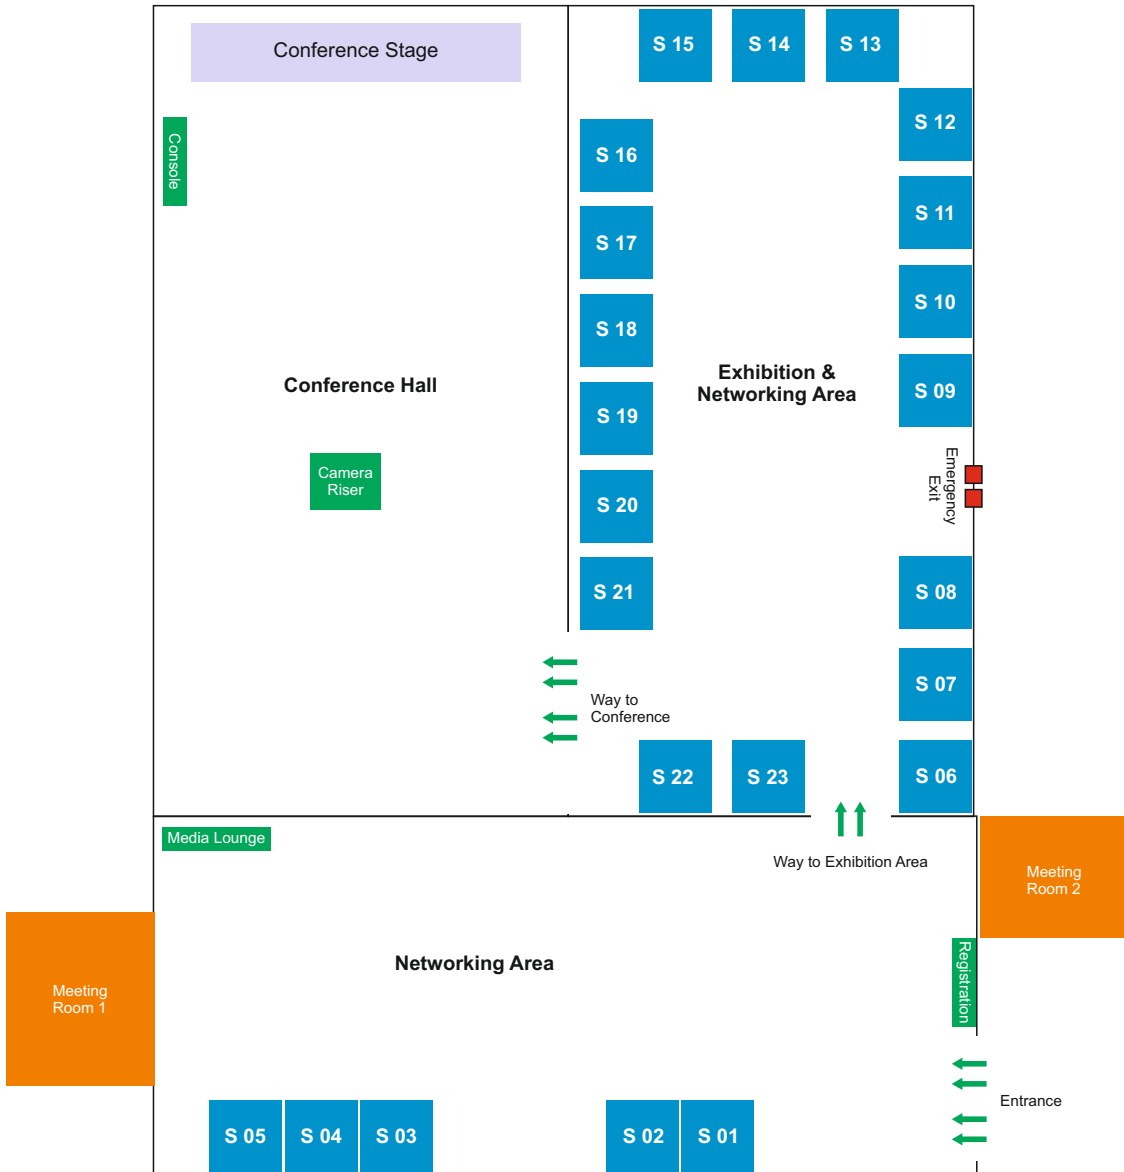 Conference Stage
S 15
S 14
S 13
Console
S 12
S 16
S 11
S 17
S 10
S 18
Conference Hall
Exhibition &
Networking Area
S 09
S 19
Camera
Riser
Emergency
Exit
S 20
S 21
S 08
Way to
Conference
S 07
S 22
S 23
S 06
Media Lounge
Way to Exhibition Area
Meeting
Room 2
Networking Area
Registration
Meeting
Room 1
Entrance
S 05
S 04
S 03
S 02
S 01